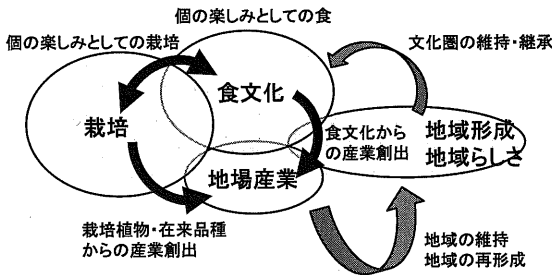 個の楽しみとしての食
個の楽しみとしての栽培
文化圏の維持・継承
食文化
栽培
食文化から
の産業創出
地域形成
地域らしさ
地場産業
栽培植物・在来品種
からの産業創出
地域の維持
地域の再形成